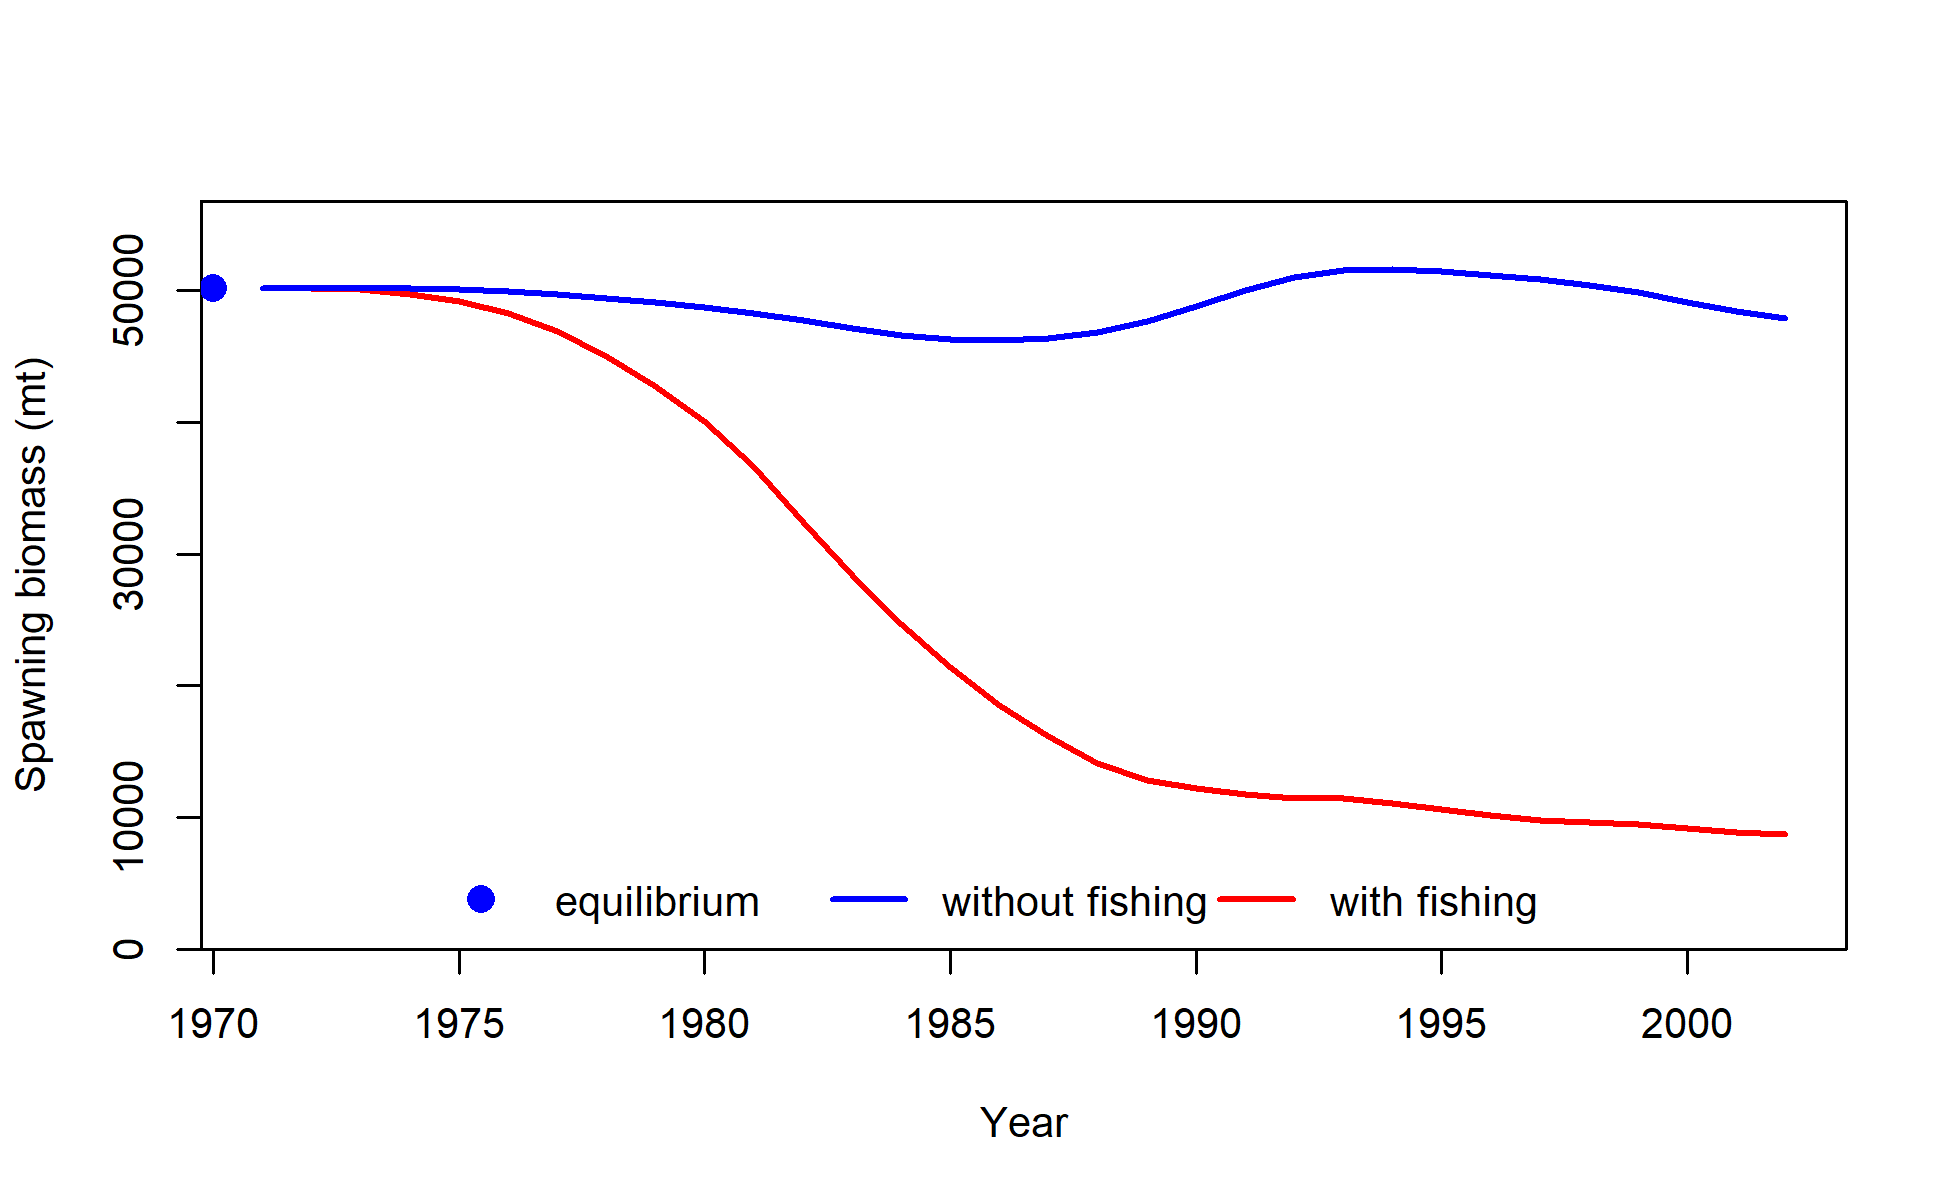 Spawning biomass (mt)
50000
30000
10000
0
equilibrium without fishing with fishing
1970 1975 1980 1985 1990 1995 2000
Year